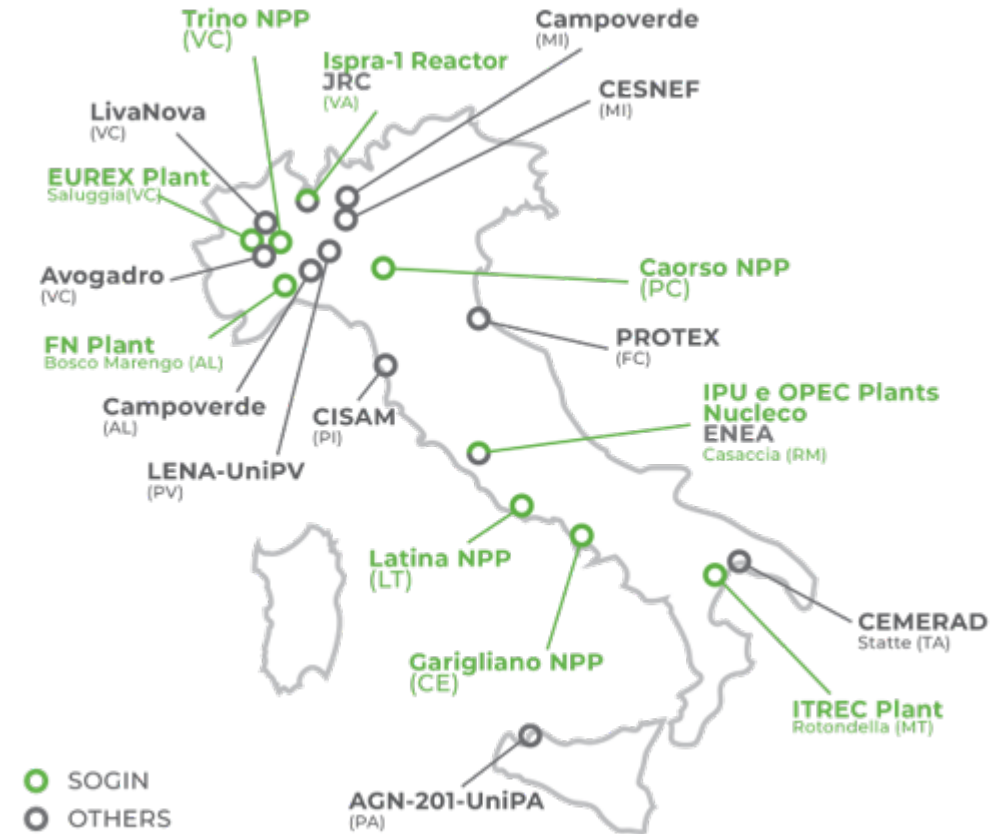 Trino NPP
(VC)
Campoverde
(MI)
Ispra-1 Reactor
JRC
(VA)
CESNEF
(MI)
LivaNova
(VC)
EUREX Plant
Saluggia(VC)
Avogadro
(VC)
Caorso NPP
(PC)
FN Plant
Bosco Marengo (AL)
PROTEX
(FC)
Campoverde
(AL)
CISAM
(PI)
IPU e OPEC Plants
Nucleco
ENEA
Casaccia (RM)
LENA-UniPV
(PV)
Latina NPP
(LT)
CEMERAD
Statte (TA)
Garigliano NPP
(CE)
ITREC Plant
Rotondella (MT)
AGN-201-UniPA
(PA)
SOGIN
OTHERS